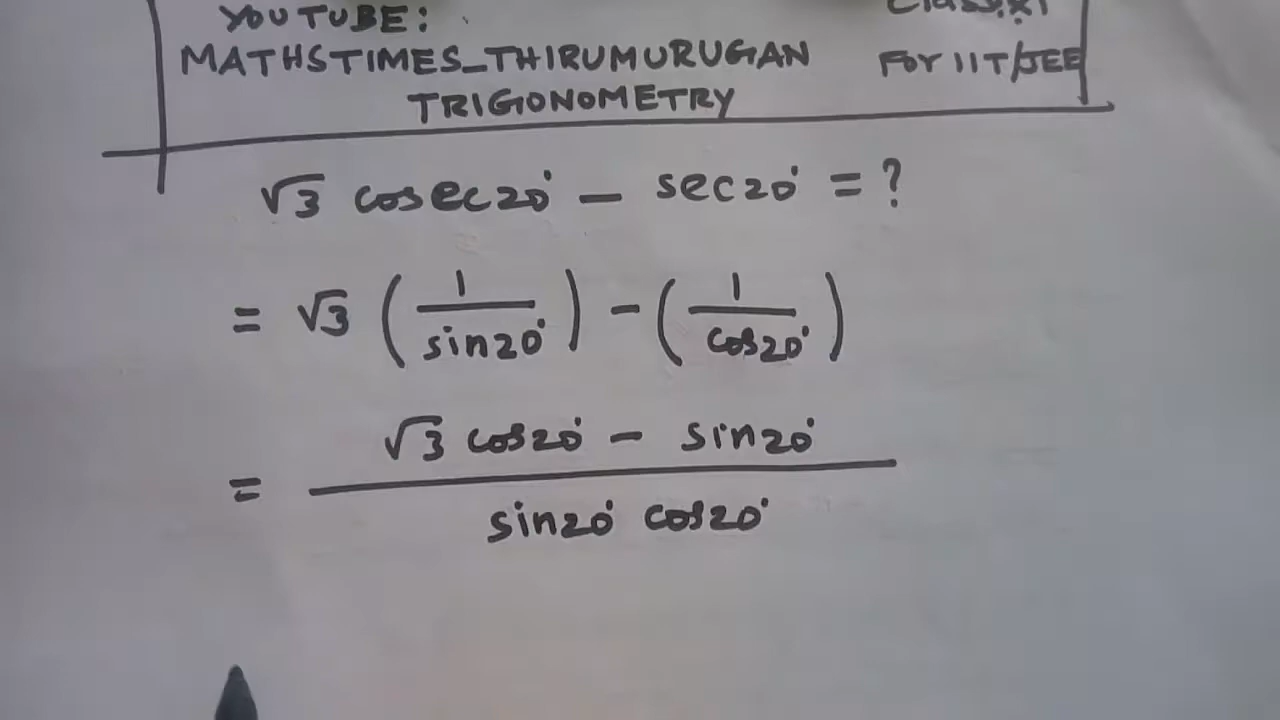 YOUTUBE:
MATHSTIMES_THIRUMURUGAN FOR IIT/JEE
TRIGONOMETRY
√3 cosec20° − sec20° = ?
= √3 (1/sin20°) − (1/cos20°)
√3 cos20° − sin20°
=
sin20° cos20°